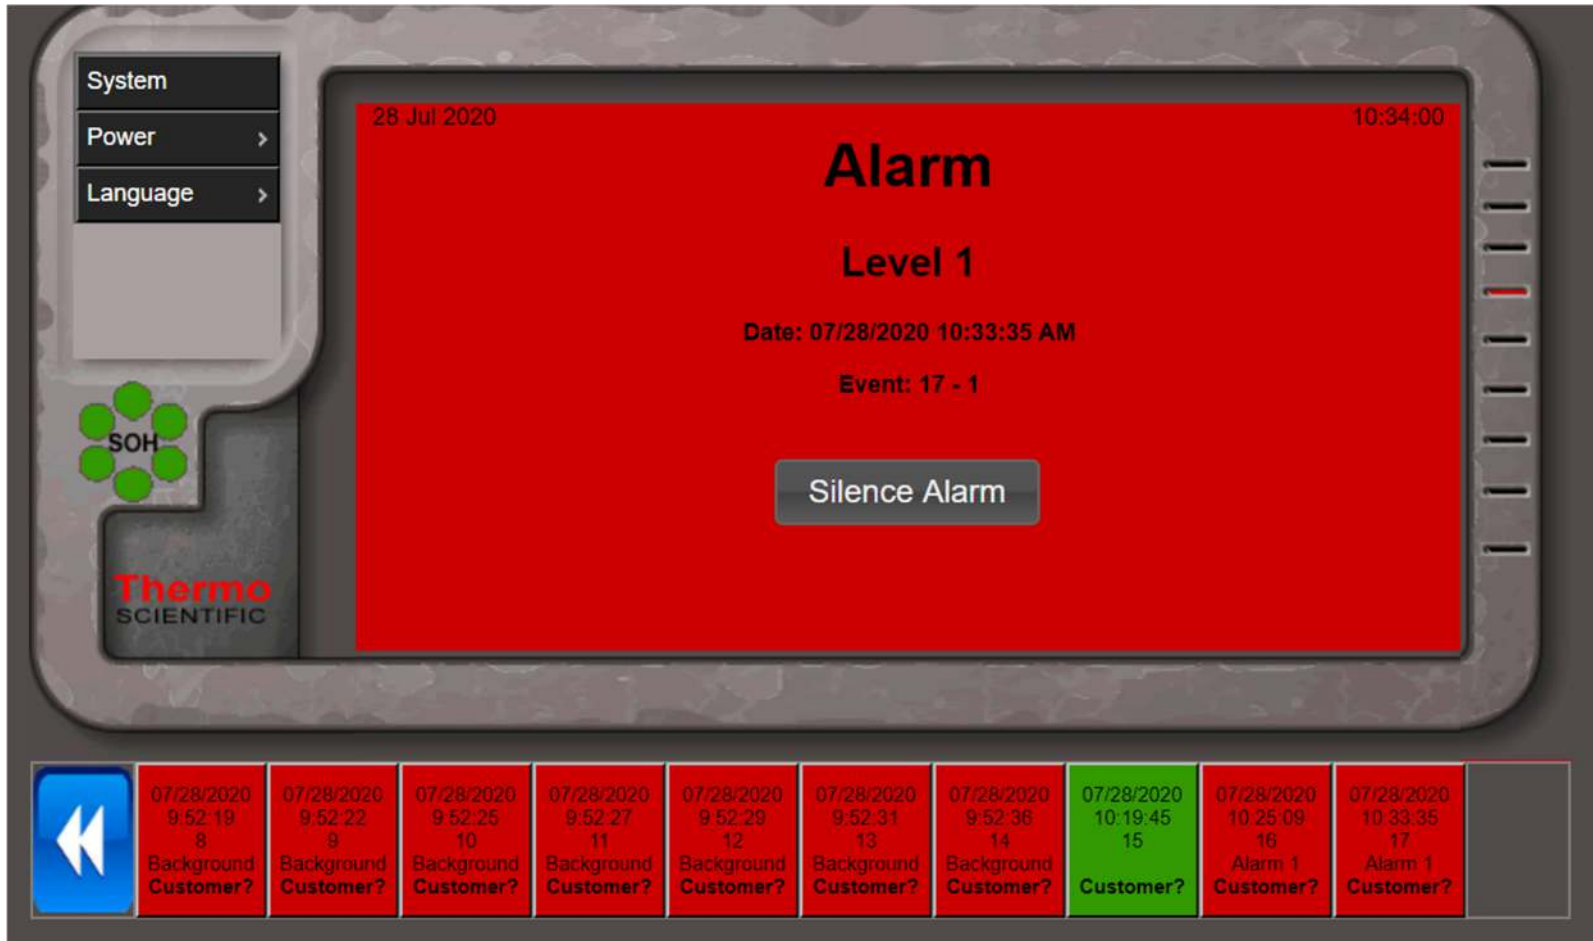 System
Power
Language
SOH
Thermo
SCIENTIFIC
28 Jul 2020
10:34:00
Alarm
Level 1
Date: 07/28/2020 10:33:35 AM
Event: 17 - 1
Silence Alarm
07/28/2020
9:52:19
8
Background
Customer?
07/28/2020
9:52:22
9
Background
Customer?
07/28/2020
9:52:25
10
Background
Customer?
07/28/2020
9:52:27
11
Background
Customer?
07/28/2020
9:52:29
12
Background
Customer?
07/28/2020
9:52:31
13
Background
Customer?
07/28/2020
9:52:36
14
Background
Customer?
07/28/2020
10:19:45
15
Customer?
07/28/2020
10:25:09
16
Alarm 1
Customer?
07/28/2020
10:33:35
17
Alarm 1
Customer?